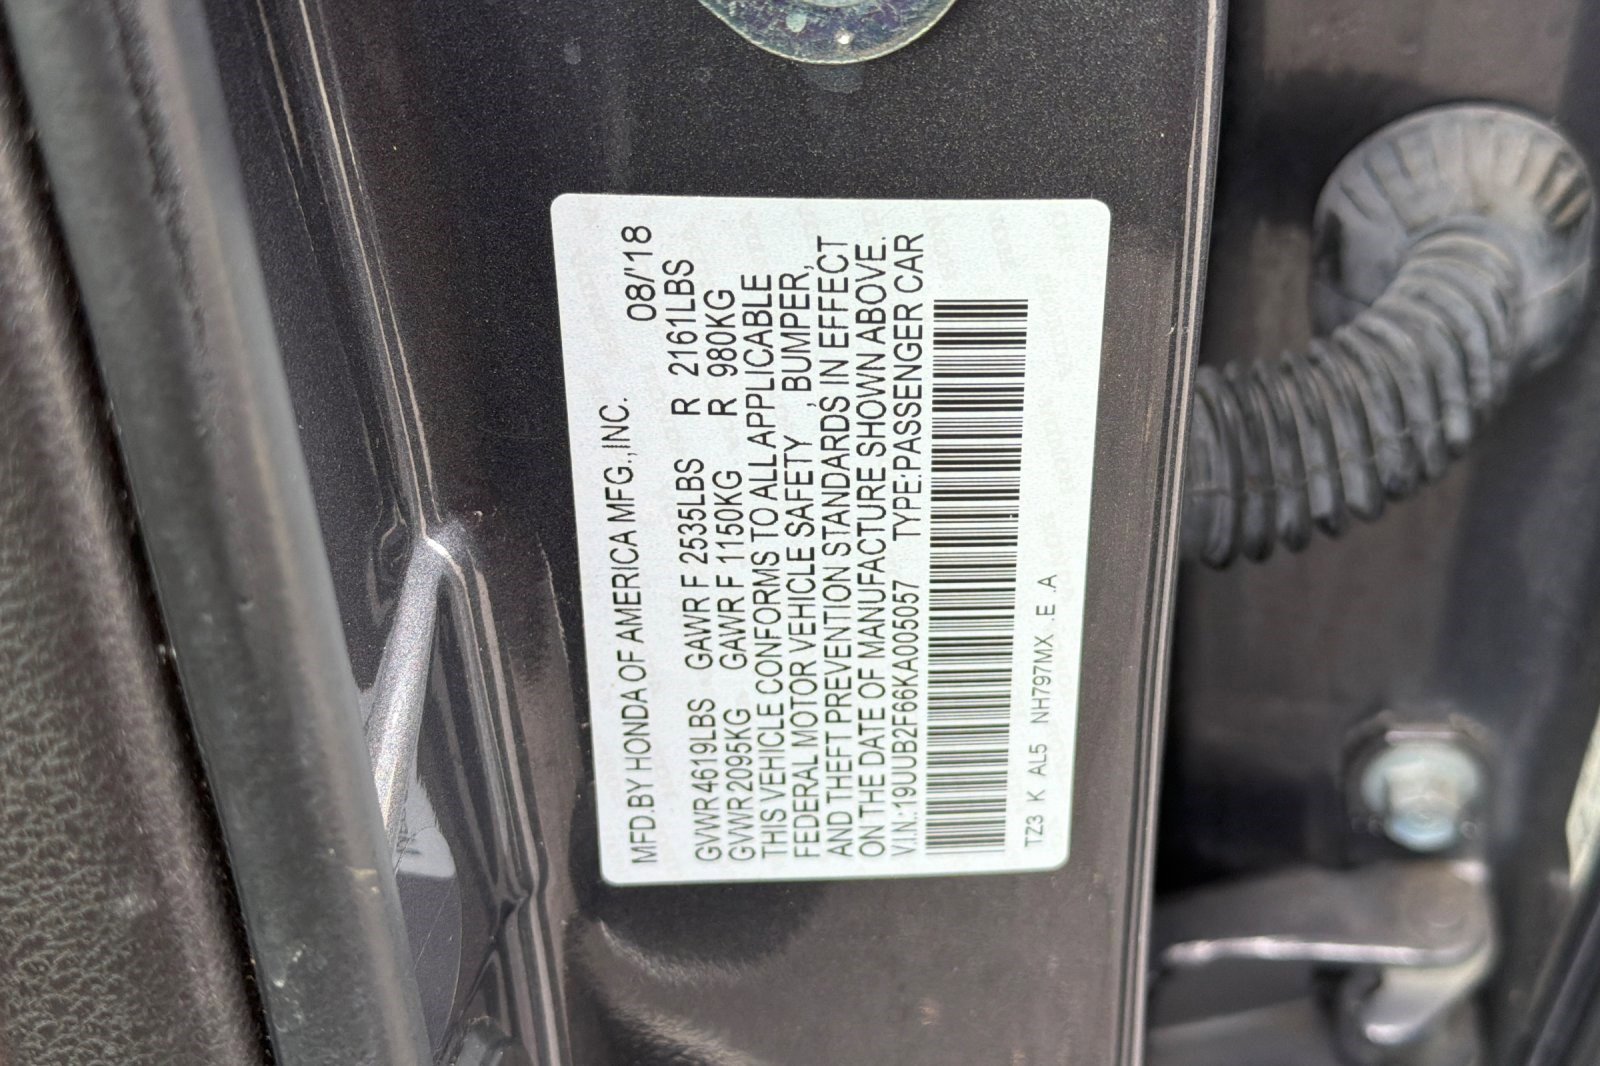 MFD.BY HONDA OF AMERICA MFG.,INC. 08/'18
GVWR4619LBS GAWR F 2535LBS R 2161LBS
GVWR2095KG GAWR F 1150KG R 980KG
THIS VEHICLE CONFORMS TO ALL APPLICABLE
FEDERAL MOTOR VEHICLE SAFETY , BUMPER,
AND THEFT PREVENTION STANDARDS IN EFFECT
ON THE DATE OF MANUFACTURE SHOWN ABOVE.
V.I.N.:19UUB2F66KA005057 TYPE:PASSENGER CAR
TZ3 K AL5 NH797MX .E .A